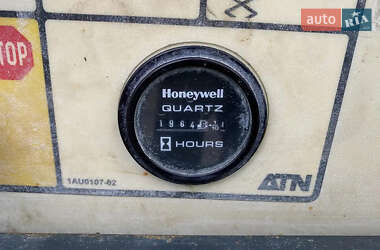 auto RIA
STOP
Honeywell
QUARTZ
HOURS
1AU0107-02
ATN